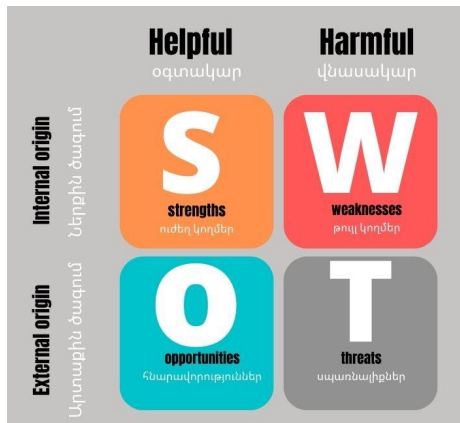 Helpful
օգտակար
Harmful
վնասակար
Internal origin
Ներքին ծագում
S
strengths
ուժեղ կողմեր
W
weaknesses
թույլ կողմեր
External origin
Արտաքին ծագում
O
opportunities
հնարավորություններ
T
threats
սպառնալիքներ